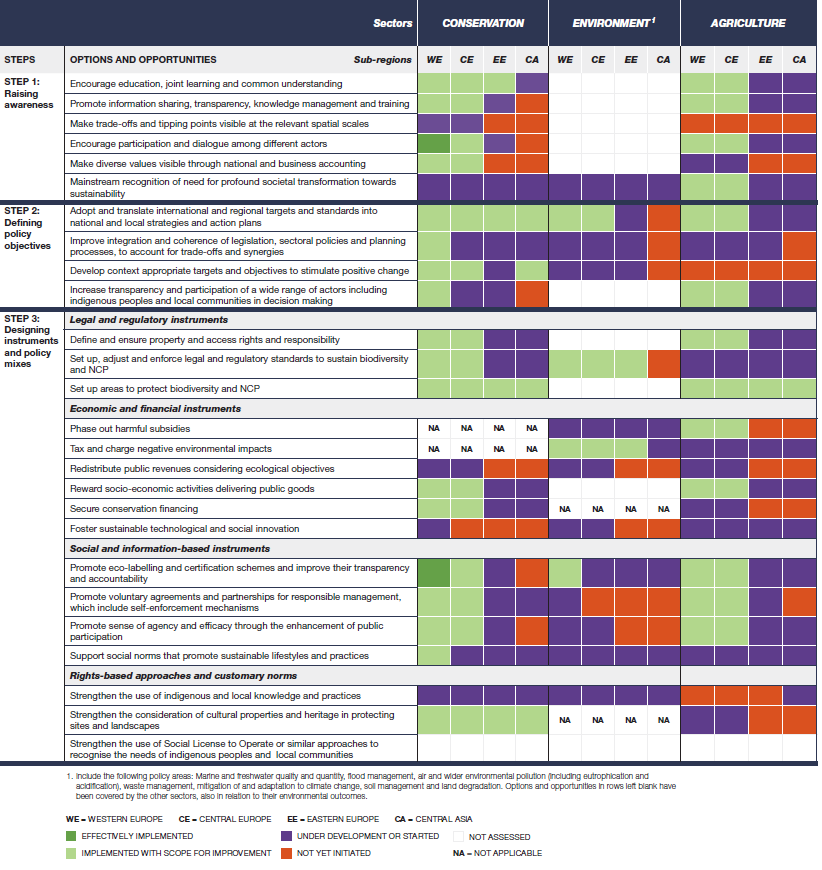 Sectors CONSERVATION ENVIRONMENT¹ AGRICULTURE
STEPS OPTIONS AND OPPORTUNITIES Sub-regions WE CE EE CA WE CE EE CA WE CE EE CA
STEP 1:
Raising
awareness
Encourage education, joint learning and common understanding
Promote information sharing, transparency, knowledge management and training
Make trade-offs and tipping points visible at the relevant spatial scales
Encourage participation and dialogue among different actors
Make diverse values visible through national and business accounting
Mainstream recognition of need for profound societal transformation towards
sustainability
STEP 2:
Defining
policy
objectives
Adopt and translate international and regional targets and standards into
national and local strategies and action plans
Improve integration and coherence of legislation, sectoral policies and planning
processes, to account for trade-offs and synergies
Develop context appropriate targets and objectives to stimulate positive change
Increase transparency and participation of a wide range of actors including
indigenous peoples and local communities in decision making
STEP 3:
Designing
instruments
and policy
mixes
Legal and regulatory instruments
Define and ensure property and access rights and responsibility
Set up, adjust and enforce legal and regulatory standards to sustain biodiversity
and NCP
Set up areas to protect biodiversity and NCP
Economic and financial instruments
Phase out harmful subsidies NA NA NA NA
Tax and charge negative environmental impacts NA NA NA NA
Redistribute public revenues considering ecological objectives
Reward socio-economic activities delivering public goods
Secure conservation financing NA NA NA NA
Foster sustainable technological and social innovation
Social and information-based instruments
Promote eco-labelling and certification schemes and improve their transparency
and accountability
Promote voluntary agreements and partnerships for responsible management,
which include self-enforcement mechanisms
Promote sense of agency and efficacy through the enhancement of public
participation
Support social norms that promote sustainable lifestyles and practices
Rights-based approaches and customary norms
Strengthen the use of indigenous and local knowledge and practices
Strengthen the consideration of cultural properties and heritage in protecting
sites and landscapes NA NA NA NA
Strengthen the use of Social License to Operate or similar approaches to
recognise the needs of indigenous peoples and local communities
1. Include the following policy areas: Marine and freshwater quality and quantity, flood management, air and wider environmental pollution (including eutrophication and
acidification), waste management, mitigation of and adaptation to climate change, soil management and land degradation. Options and opportunities in rows left blank have
been covered by the other sectors, also in relation to their environmental outcomes.
WE = WESTERN EUROPE CE = CENTRAL EUROPE EE = EASTERN EUROPE CA = CENTRAL ASIA
EFFECTIVELY IMPLEMENTED UNDER DEVELOPMENT OR STARTED NOT ASSESSED
IMPLEMENTED WITH SCOPE FOR IMPROVEMENT NOT YET INITIATED NA = NOT APPLICABLE